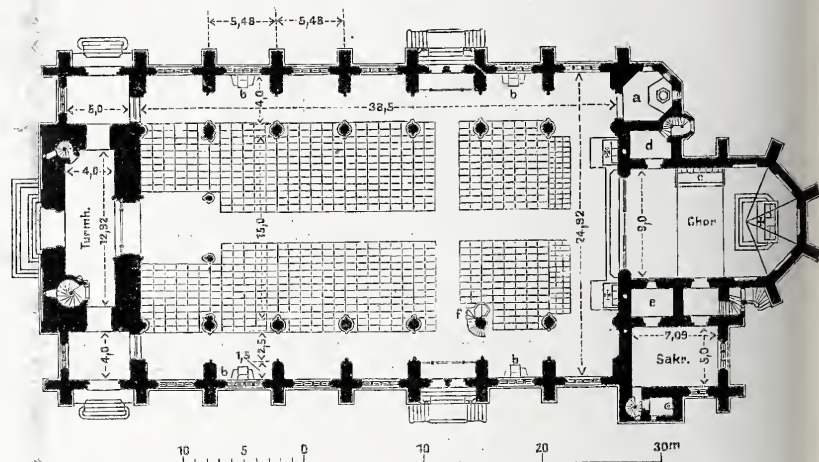 5,48 5,48
b 4,0 b a
5,0 38,5
d
4,0 c
Turmh. 12,92 15,0 24,92 9,0 Chor
e
f
4,0 2,5 7,09
1,5 Sakr. 5,0
b b
10 5 0 10 20 30m